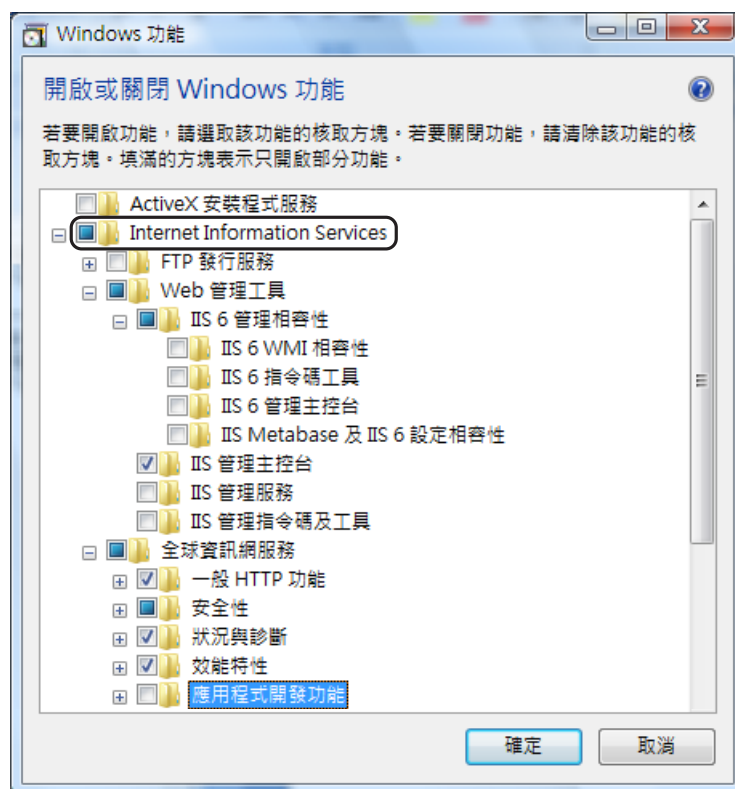 Windows 功能
開啟或關閉 Windows 功能
若要開啟功能，請選取該功能的核取方塊。若要關閉功能，請清除該功能的核
取方塊。填滿的方塊表示只開啟部分功能。
ActiveX 安裝程式服務
Internet Information Services
FTP 發行服務
Web 管理工具
IIS 6 管理相容性
IIS 6 WMI 相容性
IIS 6 指令碼工具
IIS 6 管理主控台
IIS Metabase 及 IIS 6 設定相容性
IIS 管理主控台
IIS 管理服務
IIS 管理指令碼及工具
全球資訊網服務
一般 HTTP 功能
安全性
狀況與診斷
效能特性
應用程式開發功能
確定 取消